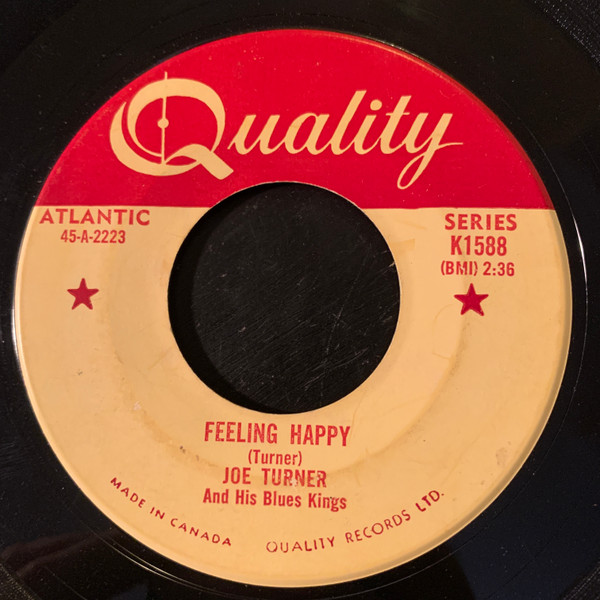 Quality
ATLANTIC
45-A-2223
SERIES
K1588
(BMI) 2:36
FEELING HAPPY
(Turner)
JOE TURNER
And His Blues Kings
MADE IN CANADA QUALITY RECORDS LTD.